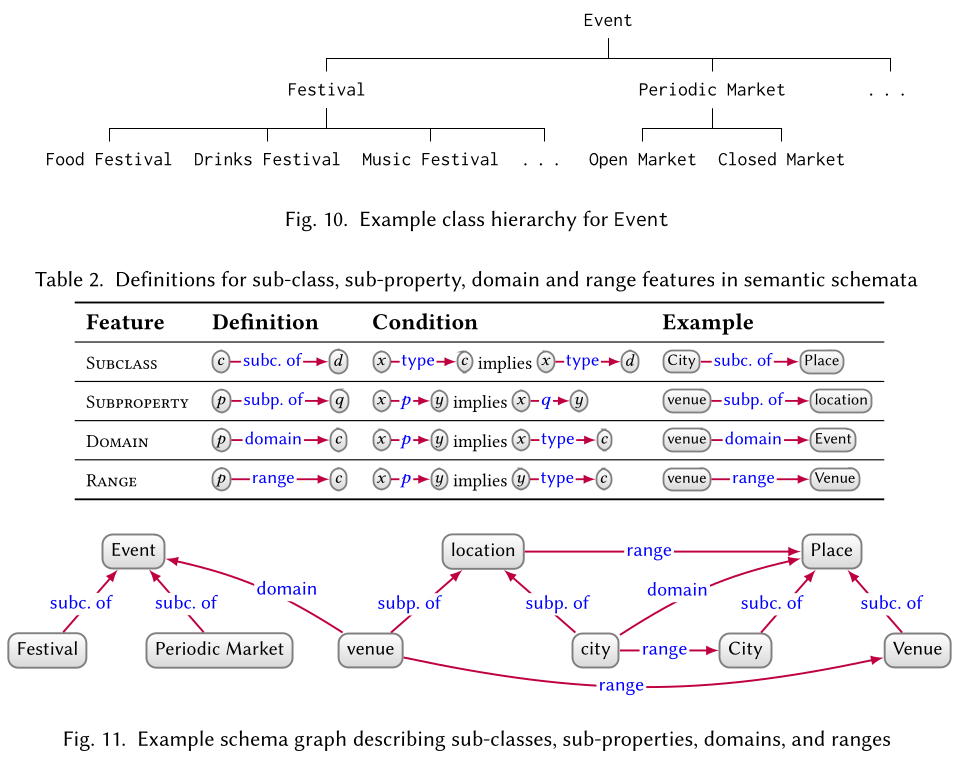 Event
Festival Periodic Market ...
Food Festival Drinks Festival Music Festival ... Open Market Closed Market
Fig. 10. Example class hierarchy for Event
Table 2. Definitions for sub-class, sub-property, domain and range features in semantic schemata
Feature Definition Condition Example
Subclass c subc. of d x type c implies x type d City subc. of Place
Subproperty p subp. of q x p y implies x q y venue subp. of location
Domain p domain c x p y implies x type c venue domain Event
Range p range c x p y implies y type c venue range Venue
Event location range Place
domain domain
subc. of subc. of subp. of subp. of subc. of subc. of
Festival Periodic Market venue city range City Venue
range
Fig. 11. Example schema graph describing sub-classes, sub-properties, domains, and ranges